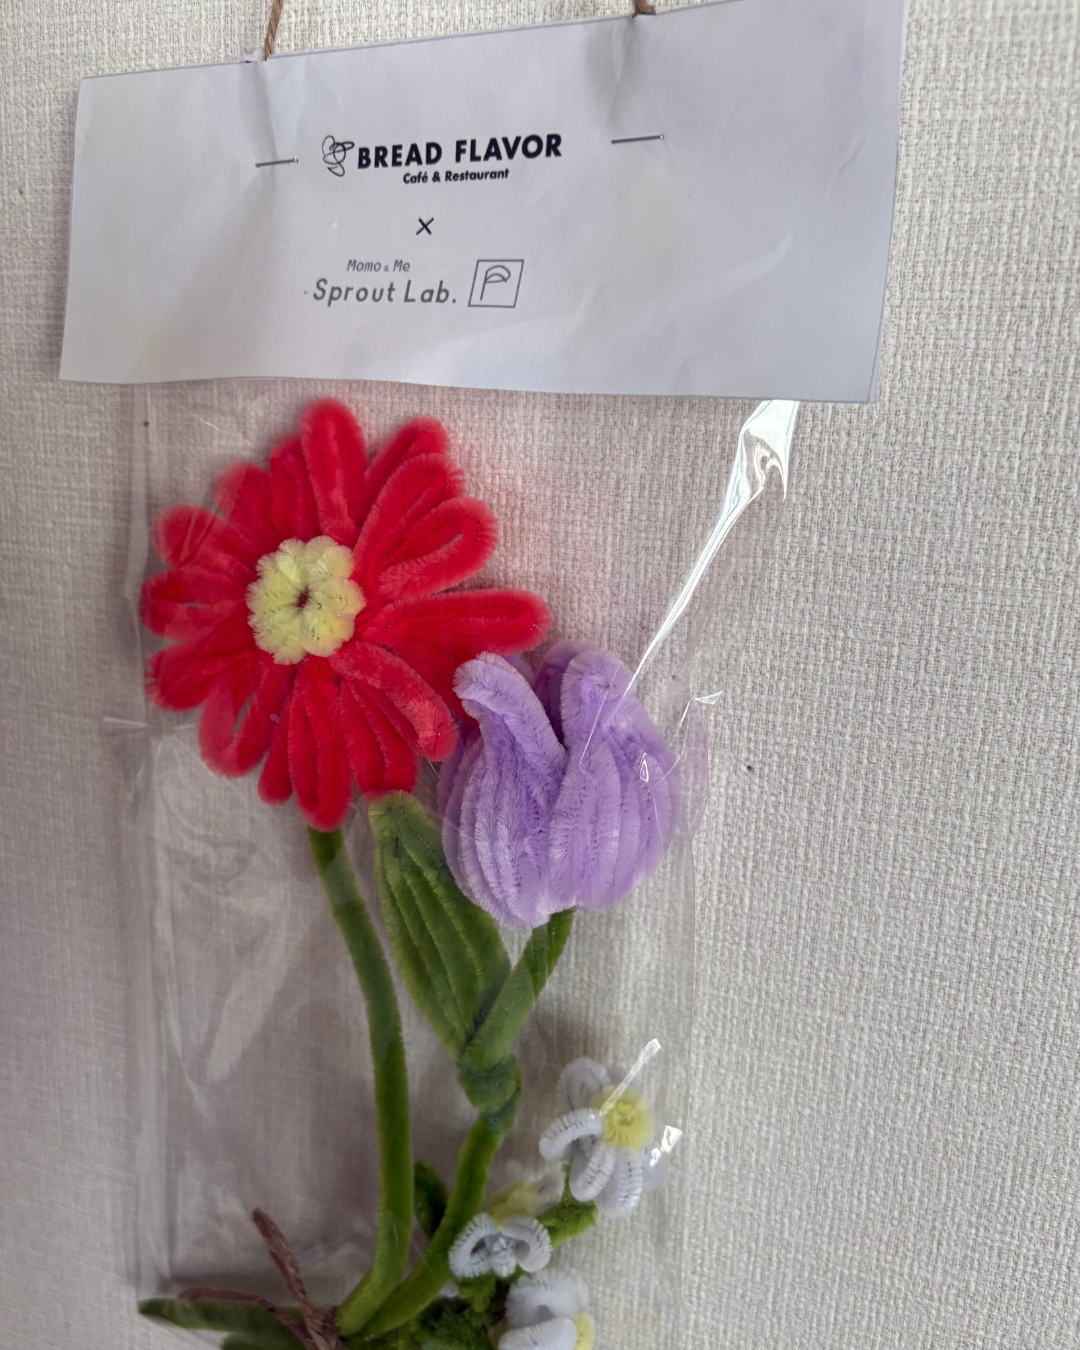 BREAD FLAVOR
Café & Restaurant
×
Momo & Me
Sprout Lab.